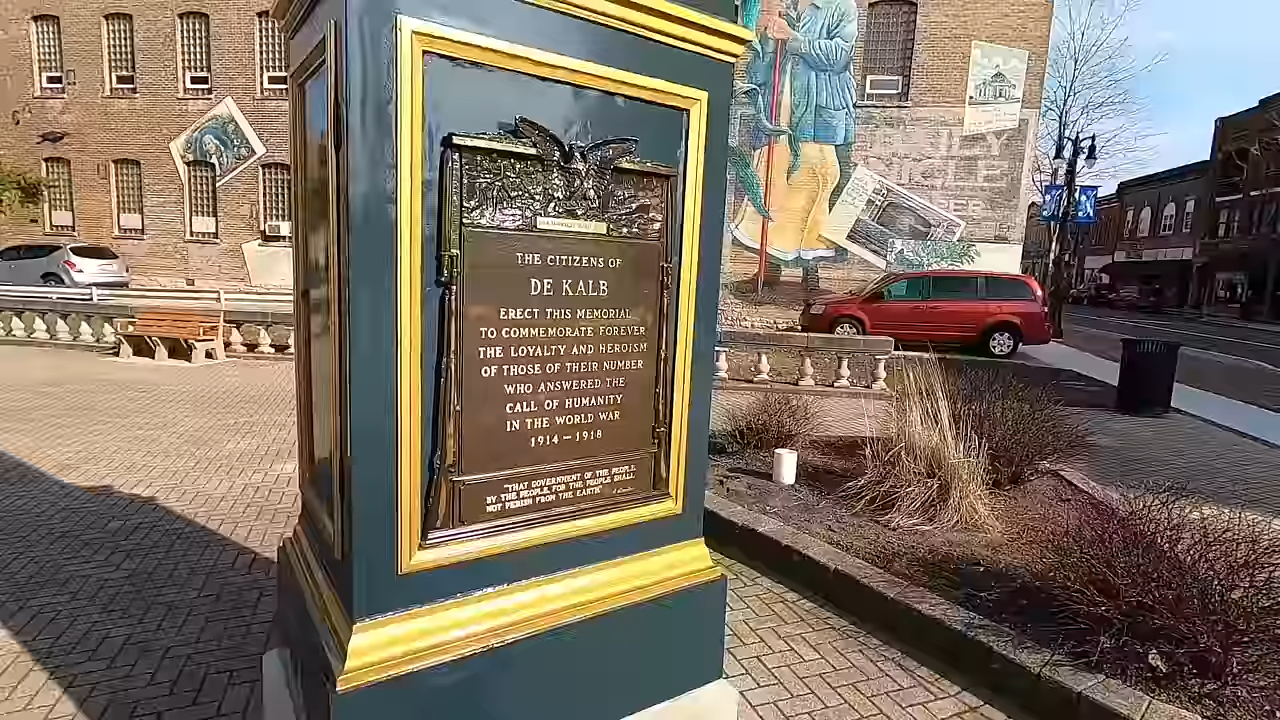 THE CITIZENS OF
DE KALB
ERECT THIS MEMORIAL
TO COMMEMORATE FOREVER
THE LOYALTY AND HEROISM
OF THOSE OF THEIR NUMBER
WHO ANSWERED THE
CALL OF HUMANITY
IN THE WORLD WAR
1914 – 1918
"THAT GOVERNMENT OF THE PEOPLE,
BY THE PEOPLE, FOR THE PEOPLE SHALL
NOT PERISH FROM THE EARTH"